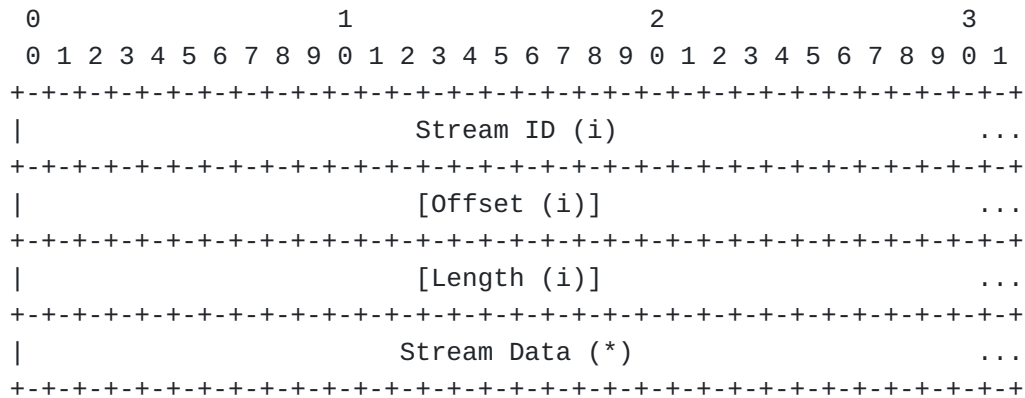 0                   1                   2                   3
 0 1 2 3 4 5 6 7 8 9 0 1 2 3 4 5 6 7 8 9 0 1 2 3 4 5 6 7 8 9 0 1
+-+-+-+-+-+-+-+-+-+-+-+-+-+-+-+-+-+-+-+-+-+-+-+-+-+-+-+-+-+-+-+-+
|                         Stream ID (i)                       ...
+-+-+-+-+-+-+-+-+-+-+-+-+-+-+-+-+-+-+-+-+-+-+-+-+-+-+-+-+-+-+-+-+
|                         [Offset (i)]                        ...
+-+-+-+-+-+-+-+-+-+-+-+-+-+-+-+-+-+-+-+-+-+-+-+-+-+-+-+-+-+-+-+-+
|                         [Length (i)]                        ...
+-+-+-+-+-+-+-+-+-+-+-+-+-+-+-+-+-+-+-+-+-+-+-+-+-+-+-+-+-+-+-+-+
|                        Stream Data (*)                      ...
+-+-+-+-+-+-+-+-+-+-+-+-+-+-+-+-+-+-+-+-+-+-+-+-+-+-+-+-+-+-+-+-+